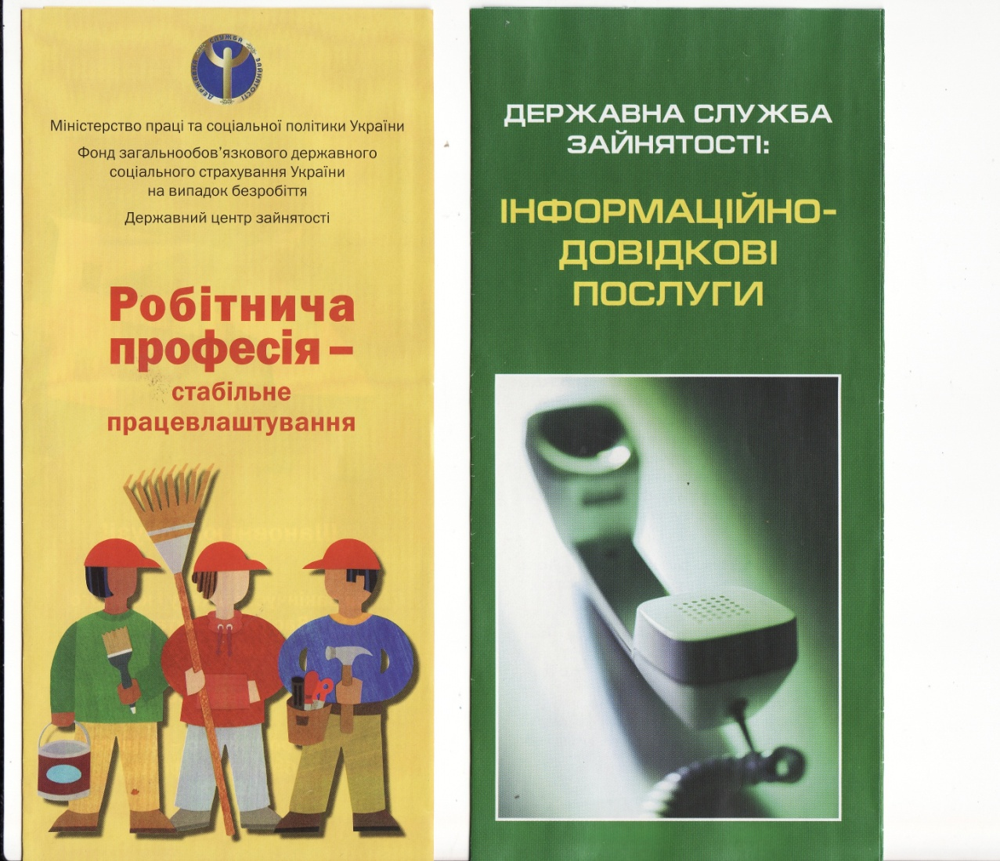 ДЕРЖАВНА СЛУЖБА ЗАЙНЯТОСТІ
Міністерство праці та соціальної політики України
Фонд загальнообов’язкового державного
соціального страхування України
на випадок безробіття
Державний центр зайнятості
Робітнича
професія –
стабільне
працевлаштування
ДЕРЖАВНА СЛУЖБА
ЗАЙНЯТОСТІ:
ІНФОРМАЦІЙНО-
ДОВІДКОВІ
ПОСЛУГИ